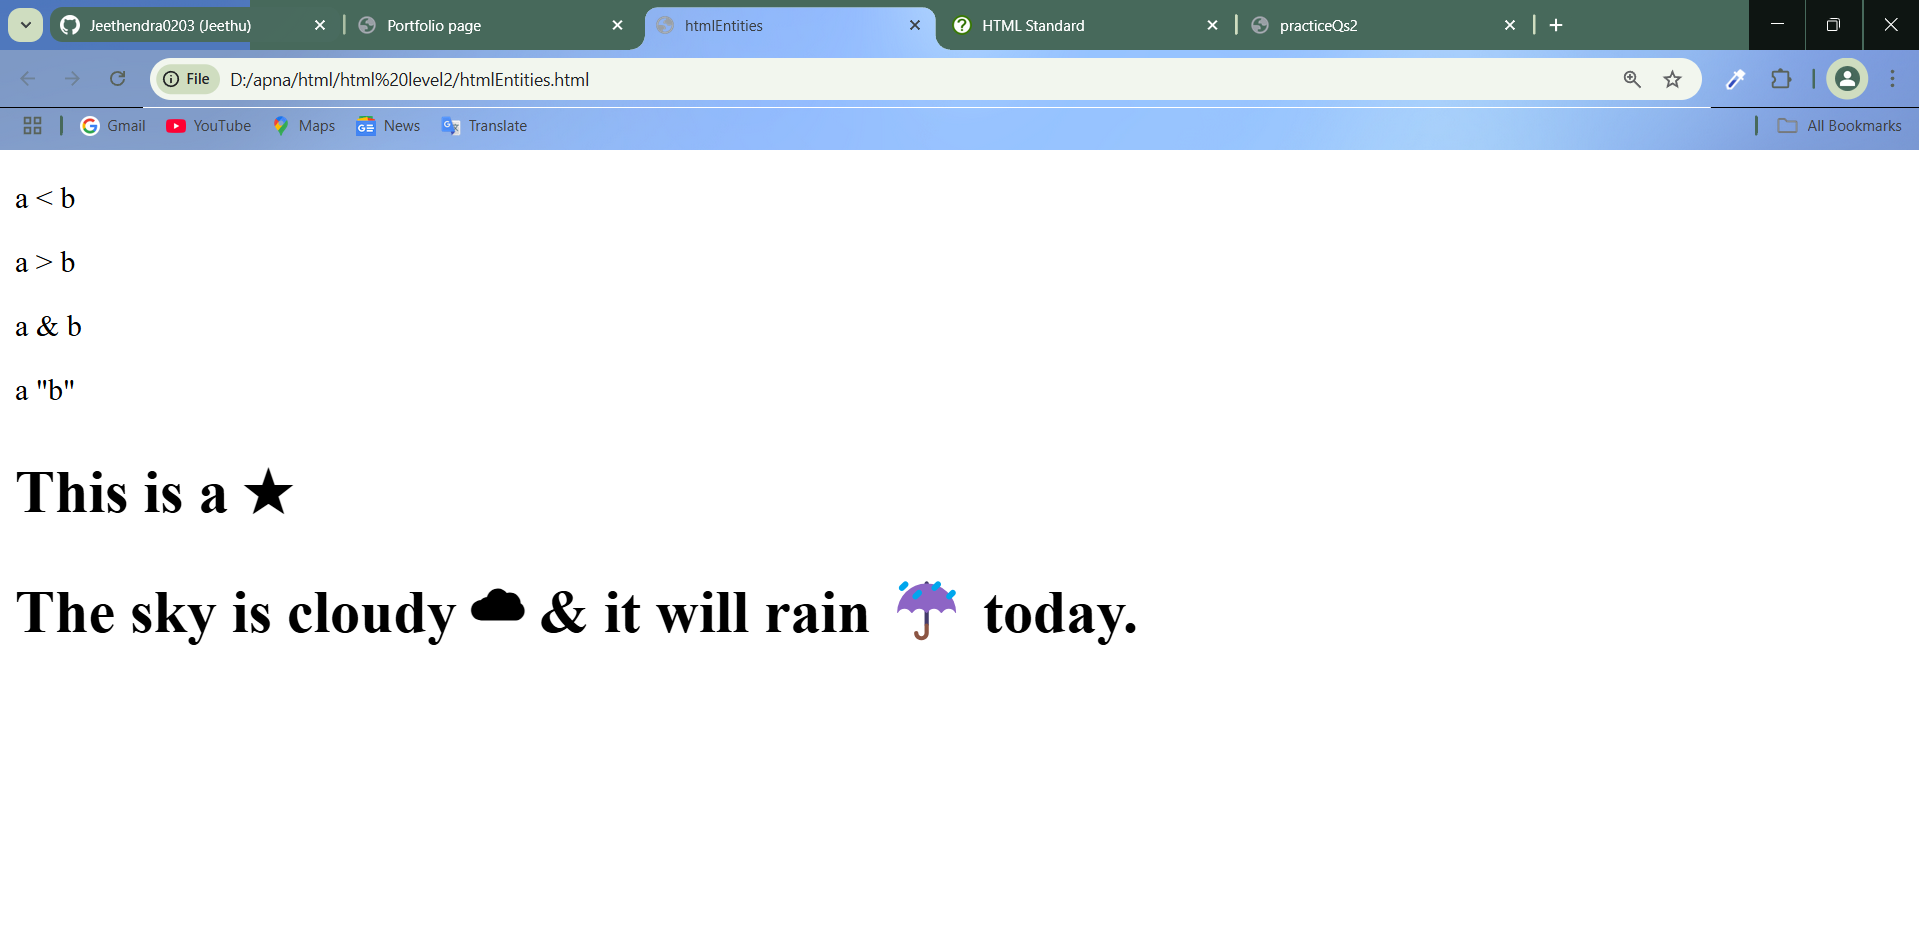 Jeethendra0203 (Jeethu)
Portfolio page
htmlEntities
HTML Standard
practiceQs2
File
D:/apna/html/html%20level2/htmlEntities.html
Gmail
YouTube
Maps
News
Translate
All Bookmarks
a < b
a > b
a & b
a "b"
This is a ★
The sky is cloudy ☁ & it will rain ☔ today.